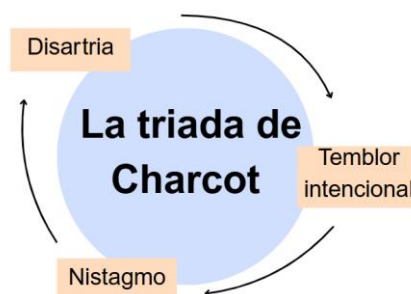 Disartria
La triada de
Charcot
Temblor
intencional
Nistagmo